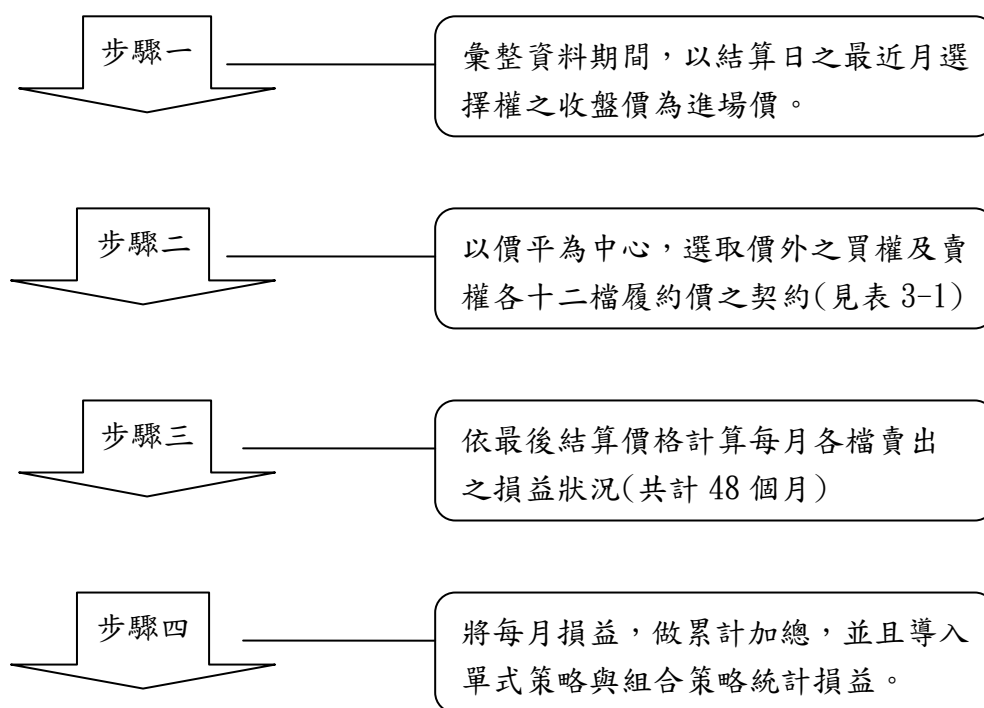 步驟一
彙整資料期間，以結算日之最近月選
擇權之收盤價為進場價。
步驟二
以價平為中心，選取價外之買權及賣
權各十二檔履約價之契約(見表 3-1)
步驟三
依最後結算價格計算每月各檔賣出
之損益狀況(共計 48 個月)
步驟四
將每月損益，做累計加總，並且導入
單式策略與組合策略統計損益。